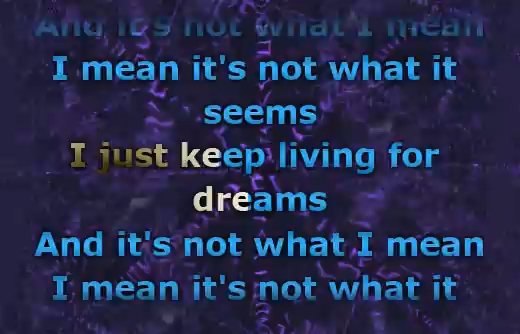 And it's not what I mean
I mean it's not what it
seems
I just keep living for
dreams
And it's not what I mean
I mean it's not what it